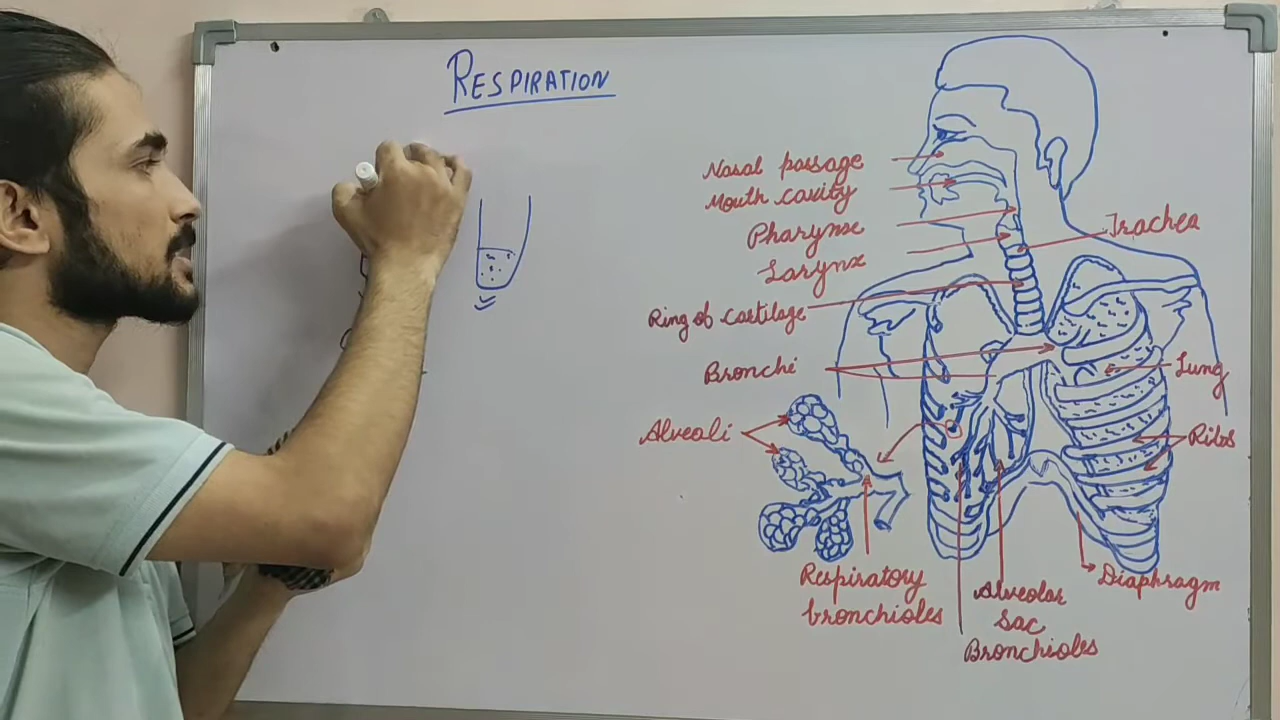 RESPIRATION
Nasal passage
Mouth cavity
Pharynx
Larynx
Trachea
Ring of cartilage
Bronchi
Lung
Alveoli
Ribs
Respiratory
bronchioles
Alveolar
Sac
Diaphragm
Bronchioles